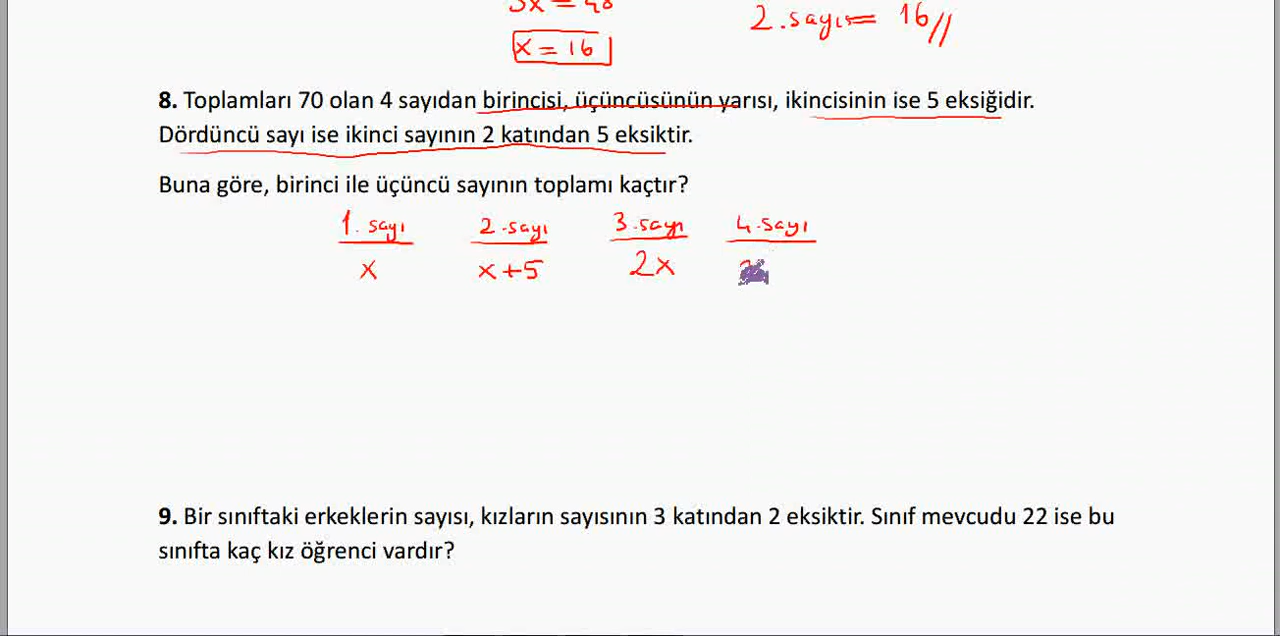 3x = 48
2.sayı = 16//
x = 16
8. Toplamları 70 olan 4 sayıdan birincisi, üçüncüsünün yarısı, ikincisinin ise 5 eksiğidir.
Dördüncü sayı ise ikinci sayının 2 katından 5 eksiktir.
Buna göre, birinci ile üçüncü sayının toplamı kaçtır?
1. sayı 2.sayı 3.sayı 4.sayı
x x+5 2x
9. Bir sınıftaki erkeklerin sayısı, kızların sayısının 3 katından 2 eksiktir. Sınıf mevcudu 22 ise bu
sınıfta kaç kız öğrenci vardır?